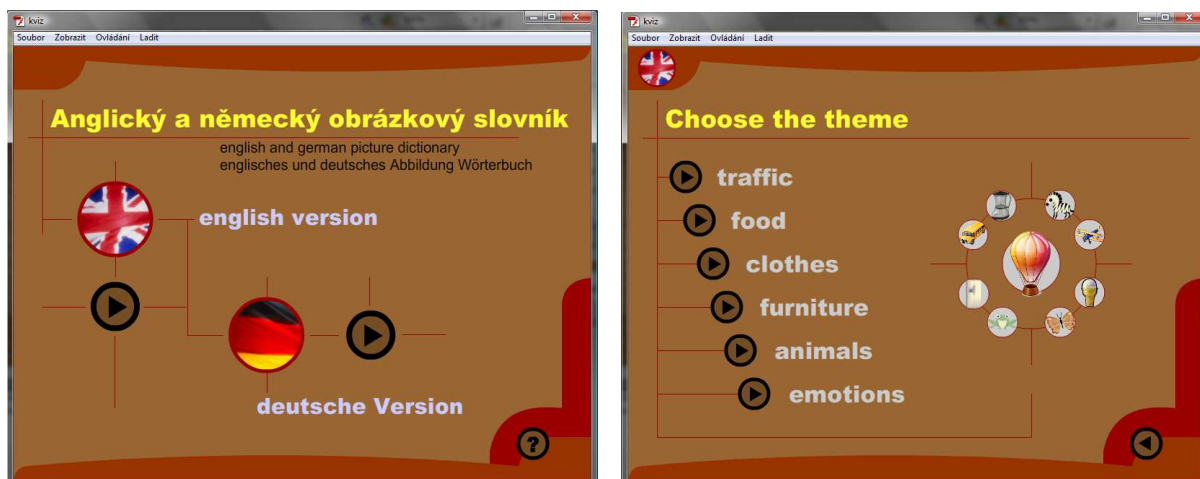 kviz
Soubor Zobrazit Ovládání Ladit
Anglický a německý obrázkový slovník
english and german picture dictionary
englisches und deutsches Abbildung Wörterbuch
english version
deutsche Version
?
kviz
Soubor Zobrazit Ovládání Ladit
Choose the theme
traffic
food
clothes
furniture
animals
emotions